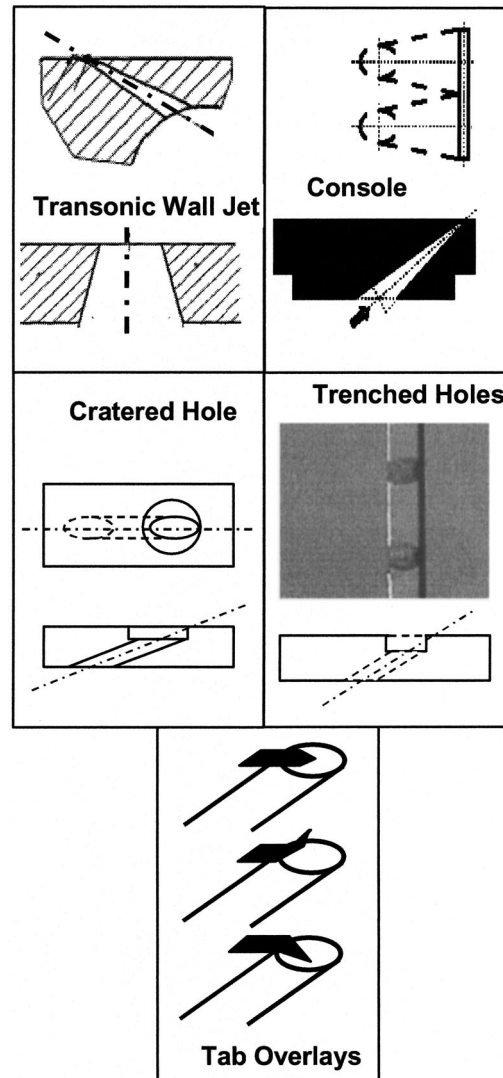 Transonic Wall Jet
Console
Cratered Hole
Trenched Holes
Tab Overlays